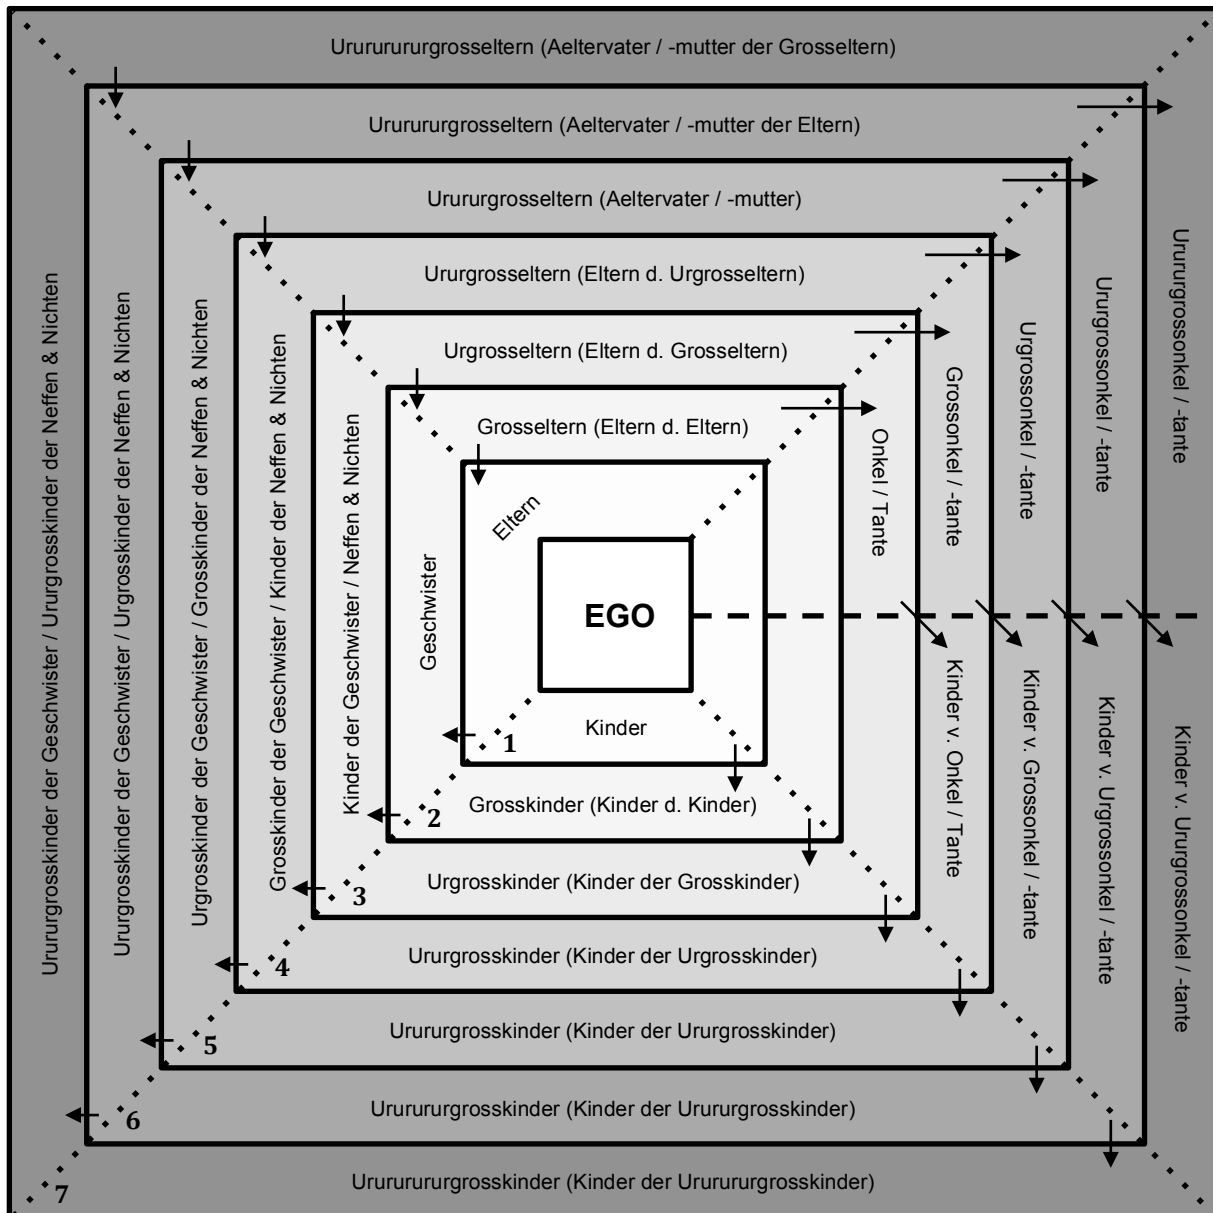 Urururururgrosseltern (Aeltervater / -mutter der Grosseltern)
Ururururgrosseltern (Aeltervater / -mutter der Eltern)
Urururgrosseltern (Aeltervater / -mutter)
Ururgrosseltern (Eltern d. Urgrosseltern)
Urgrosseltern (Eltern d. Grosseltern)
Grosseltern (Eltern d. Eltern)
Eltern
Urururgrosskinder der Geschwister / Ururgrosskinder der Neffen & Nichten
Ururgrosskinder der Geschwister / Urgrosskinder der Neffen & Nichten
Urgrosskinder der Geschwister / Grosskinder der Neffen & Nichten
Grosskinder der Geschwister / Kinder der Neffen & Nichten
Kinder der Geschwister / Neffen & Nichten
Geschwister
EGO
Onkel / Tante
Grossonkel / -tante
Urgrossonkel / -tante
Ururgrossonkel / -tante
Urururgrossonkel / -tante
Kinder v. Onkel / Tante
Kinder v. Grossonkel / -tante
Kinder v. Urgrossonkel / -tante
Kinder v. Ururgrossonkel / -tante
Kinder
1
Grosskinder (Kinder d. Kinder)
2
Urgrosskinder (Kinder der Grosskinder)
3
Ururgrosskinder (Kinder der Urgrosskinder)
4
Urururgrosskinder (Kinder der Ururgrosskinder)
5
Ururururgrosskinder (Kinder der Urururgrosskinder)
6
Urururururgrosskinder (Kinder der Ururururgrosskinder)
7